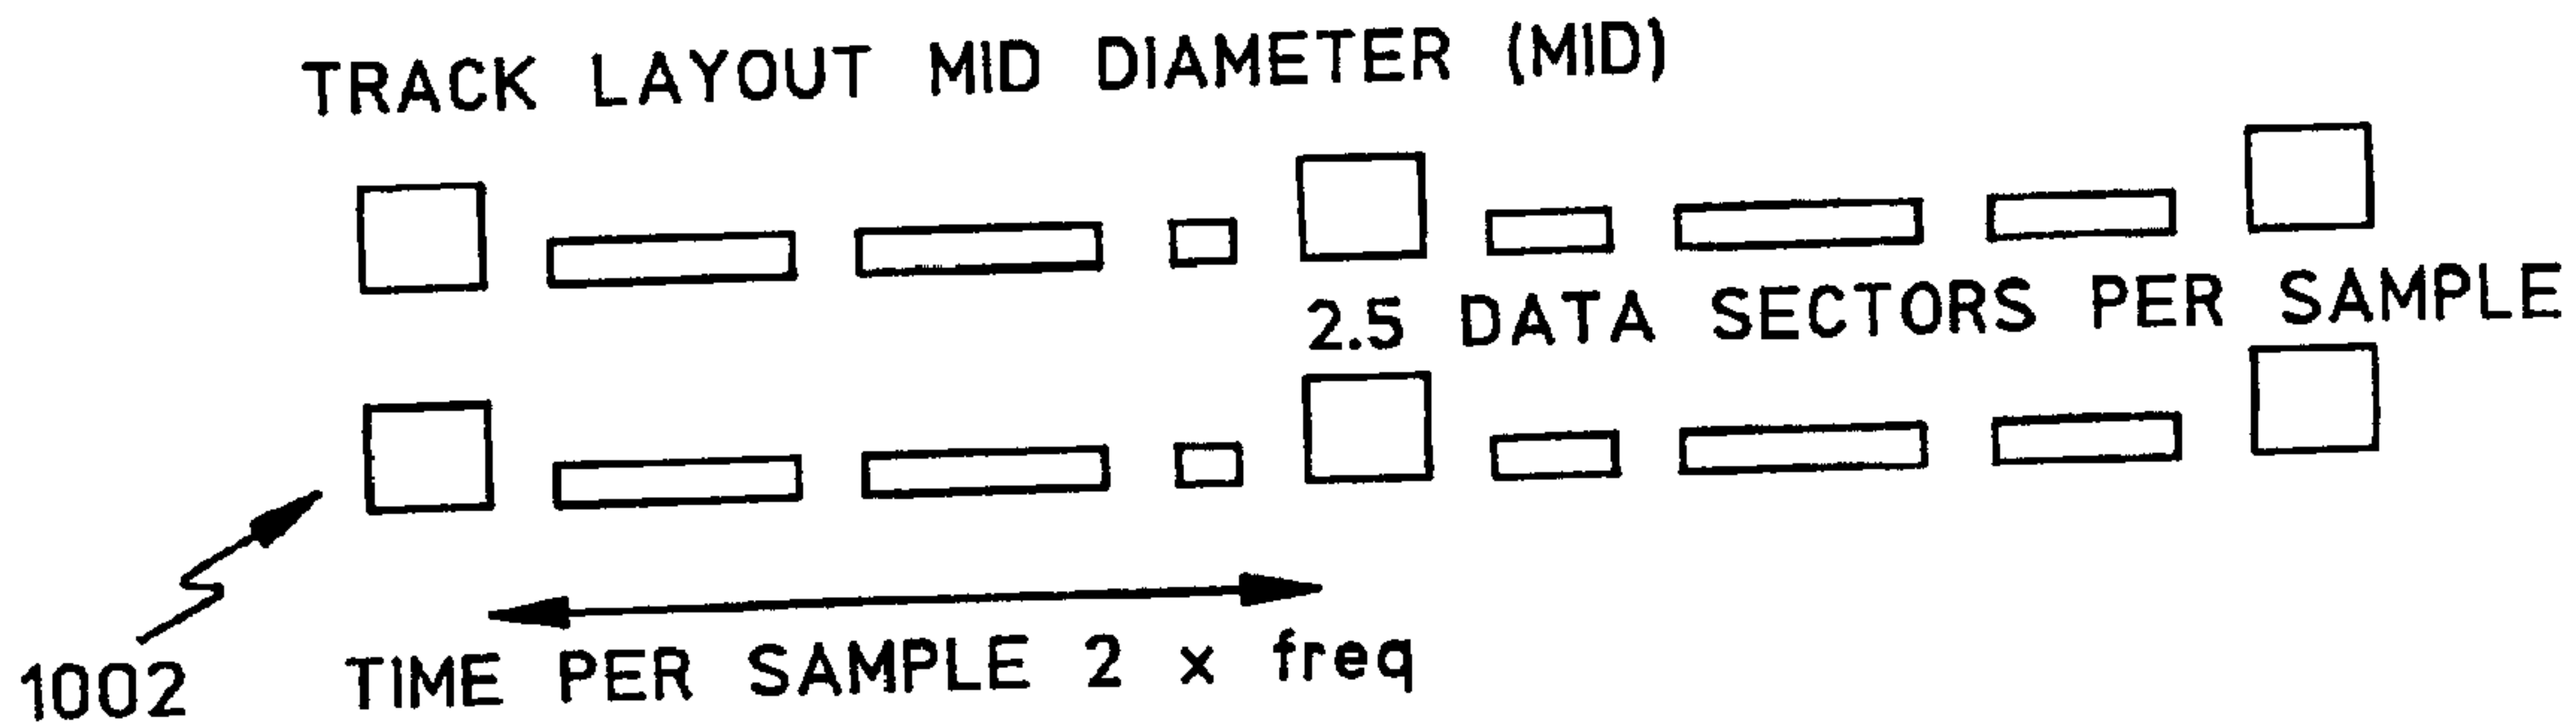 TRACK LAYOUT MID DIAMETER (MID)
2.5 DATA SECTORS PER SAMPLE
1002
TIME PER SAMPLE 2 x freq